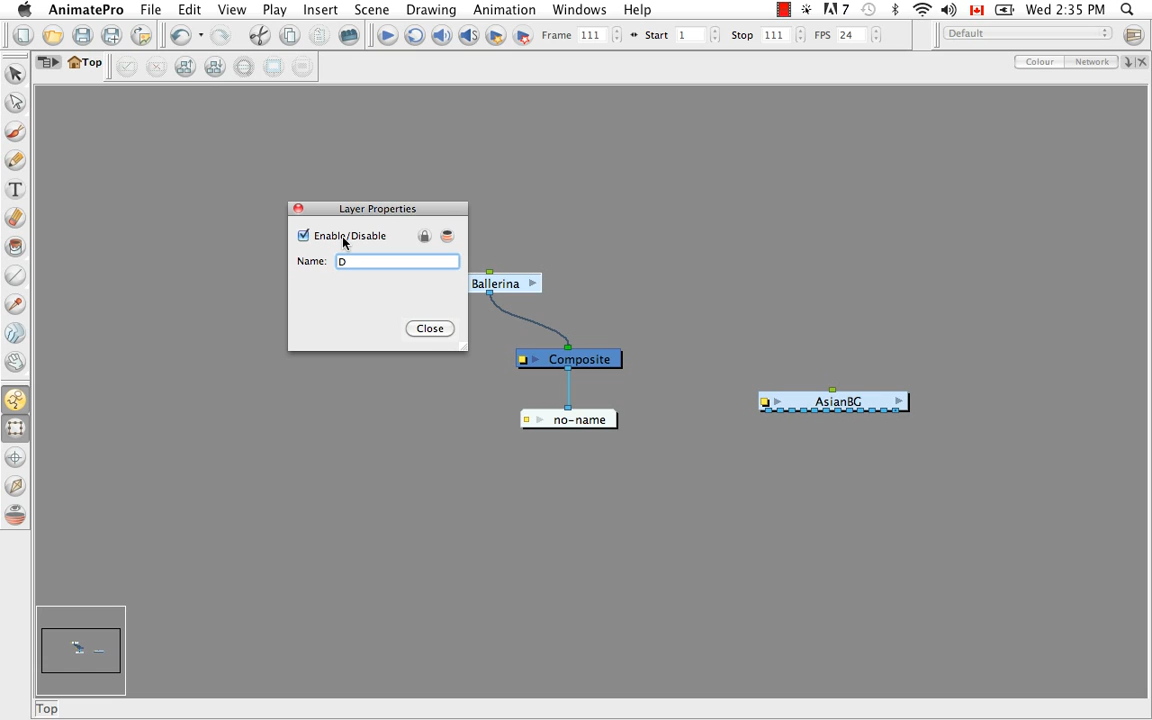 AnimatePro File Edit View Play Insert Scene Drawing Animation Windows Help 7 Wed 2:35 PM
Frame 111 Start 1 Stop 111 FPS 24 Default
Top Colour Network
Layer Properties
Enable/Disable
Name: D
Close
Ballerina
Composite
AsianBG
no-name
Top